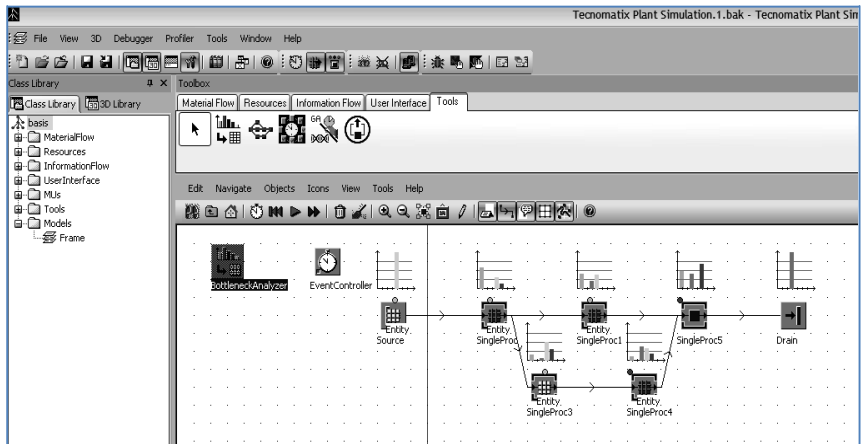 Tecnomatix Plant Simulation.1.bak - Tecnomatix Plant Sim
File View 3D Debugger Profiler Tools Window Help
Class Library
Toolbox
Class Library 3D Library
Material Flow Resources Information Flow User Interface Tools
basis
MaterialFlow
Resources
InformationFlow
UserInterface
MUs
Tools
Models
Frame
GA
Edit Navigate Objects Icons View Tools Help
BottleneckAnalyzer EventController
Entity Entity
Source SingleProc SingleProc1 SingleProc5 Drain
Entity Entity
SingleProc3 SingleProc4